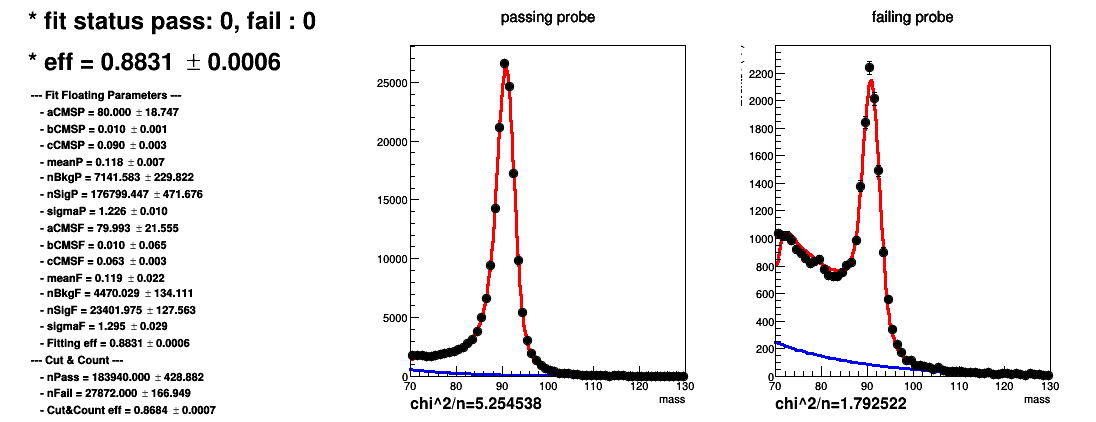 * fit status pass: 0, fail : 0
* eff = 0.8831 ± 0.0006
--- Fit Floating Parameters ---
- aCMSP = 80.000 ± 18.747
- bCMSP = 0.010 ± 0.001
- cCMSP = 0.090 ± 0.003
- meanP = 0.118 ± 0.007
- nBkgP = 7141.583 ± 229.822
- nSigP = 176799.447 ± 471.676
- sigmaP = 1.226 ± 0.010
- aCMSF = 79.993 ± 21.555
- bCMSF = 0.010 ± 0.065
- cCMSF = 0.063 ± 0.003
- meanF = 0.119 ± 0.022
- nBkgF = 4470.029 ± 134.111
- nSigF = 23401.975 ± 127.563
- sigmaF = 1.295 ± 0.029
- Fitting eff = 0.8831 ± 0.0006
--- Cut & Count ---
- nPass = 183940.000 ± 428.882
- nFail = 27872.000 ± 166.949
- Cut&Count eff = 0.8684 ± 0.0007
passing probe
25000
20000
15000
10000
5000
0
70 80 90 100 110 120 130
mass
chi^2/n=5.254538
failing probe
2200
2000
1800
1600
1400
1200
1000
800
600
400
200
0
70 80 90 100 110 120 130
mass
chi^2/n=1.792522